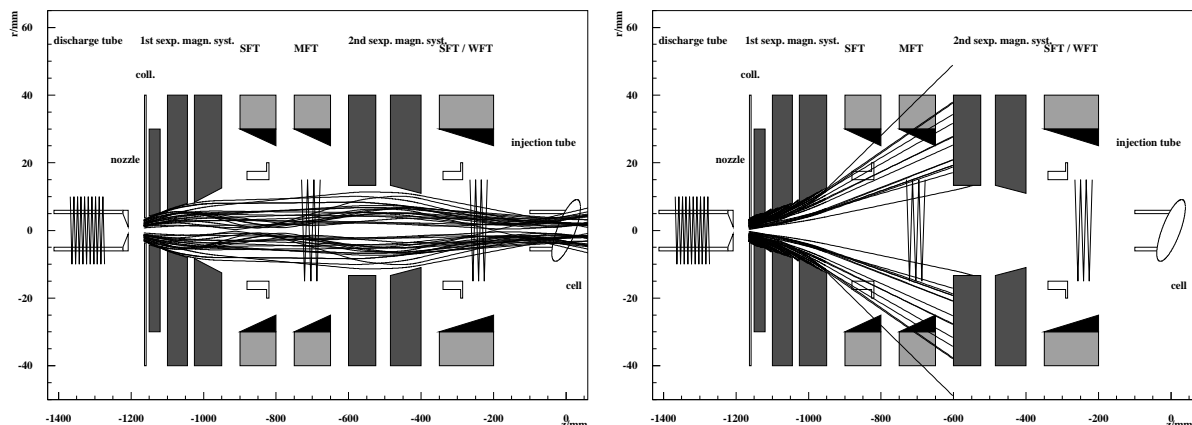 r/mm
60
40
20
0
-20
-40
discharge tube
1st sexp. magn. syst.
2nd sexp. magn. syst.
SFT
MFT
SFT / WFT
coll.
nozzle
injection tube
cell
-1400
-1200
-1000
-800
-600
-400
-200
0
z/mm
r/mm
60
40
20
0
-20
-40
discharge tube
1st sexp. magn. syst.
2nd sexp. magn. syst.
SFT
MFT
SFT / WFT
coll.
nozzle
injection tube
cell
-1400
-1200
-1000
-800
-600
-400
-200
0
z/mm